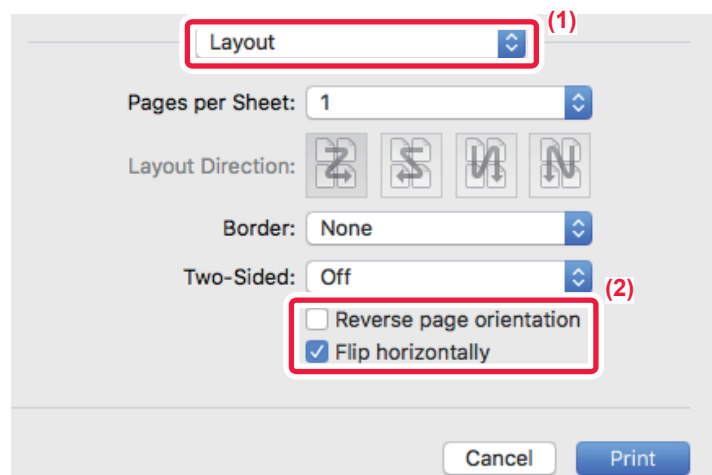 (1)
Layout
Pages per Sheet: 1
Layout Direction:
Border: None
Two-Sided: Off
(2)
Reverse page orientation
Flip horizontally
Cancel Print